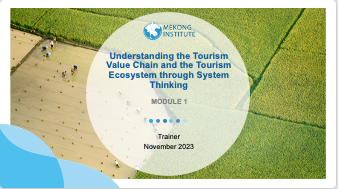 MEKONG
INSTITUTE
Understanding the Tourism
Value Chain and the Tourism
Ecosystem through System
Thinking
MODULE 1
Trainer
November 2023